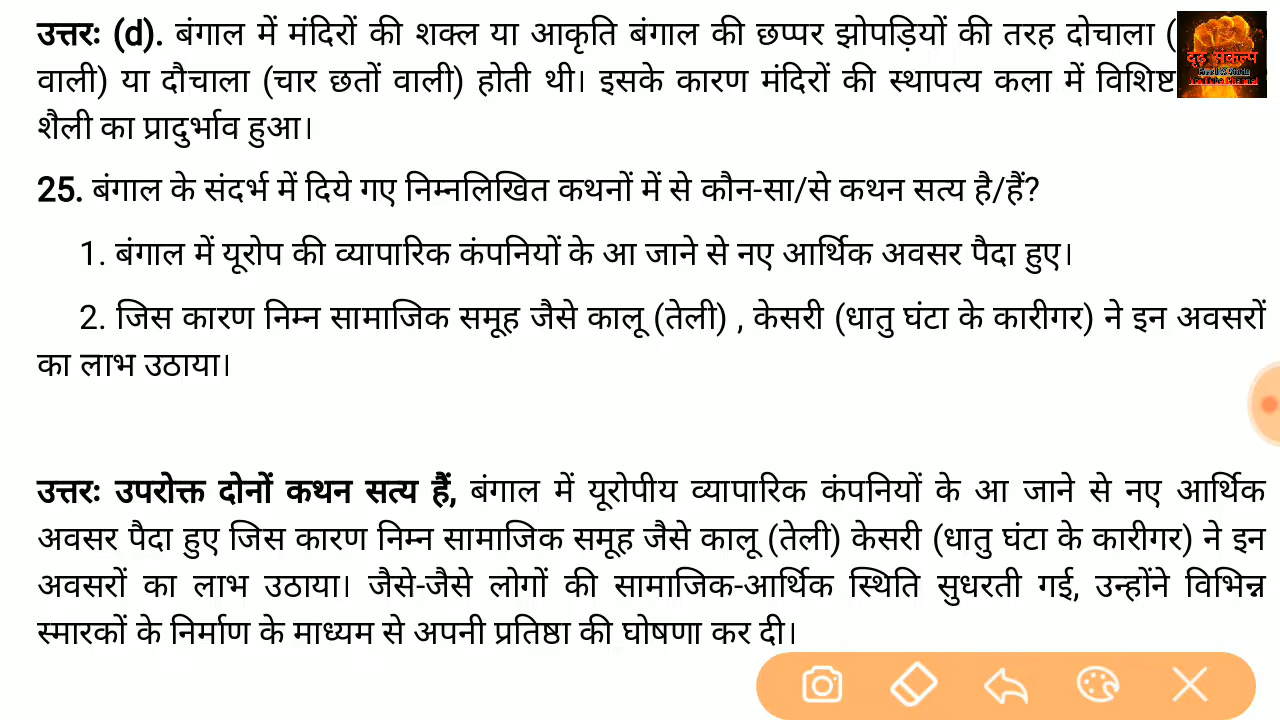 उत्तरः (d). बंगाल में मंदिरों की शक्ल या आकृति बंगाल की छप्पर झोपड़ियों की तरह दोचाला (
वाली) या दौचाला (चार छतों वाली) होती थी। इसके कारण मंदिरों की स्थापत्य कला में विशिष्ट
शैली का प्रादुर्भाव हुआ।
दृढ़ संकल्प
25. बंगाल के संदर्भ में दिये गए निम्नलिखित कथनों में से कौन-सा/से कथन सत्य है/हैं?
1. बंगाल में यूरोप की व्यापारिक कंपनियों के आ जाने से नए आर्थिक अवसर पैदा हुए।
2. जिस कारण निम्न सामाजिक समूह जैसे कालू (तेली) , केसरी (धातु घंटा के कारीगर) ने इन अवसरों
का लाभ उठाया।
उत्तरः उपरोक्त दोनों कथन सत्य हैं, बंगाल में यूरोपीय व्यापारिक कंपनियों के आ जाने से नए आर्थिक
अवसर पैदा हुए जिस कारण निम्न सामाजिक समूह जैसे कालू (तेली) केसरी (धातु घंटा के कारीगर) ने इन
अवसरों का लाभ उठाया। जैसे-जैसे लोगों की सामाजिक-आर्थिक स्थिति सुधरती गई, उन्होंने विभिन्न
स्मारकों के निर्माण के माध्यम से अपनी प्रतिष्ठा की घोषणा कर दी।